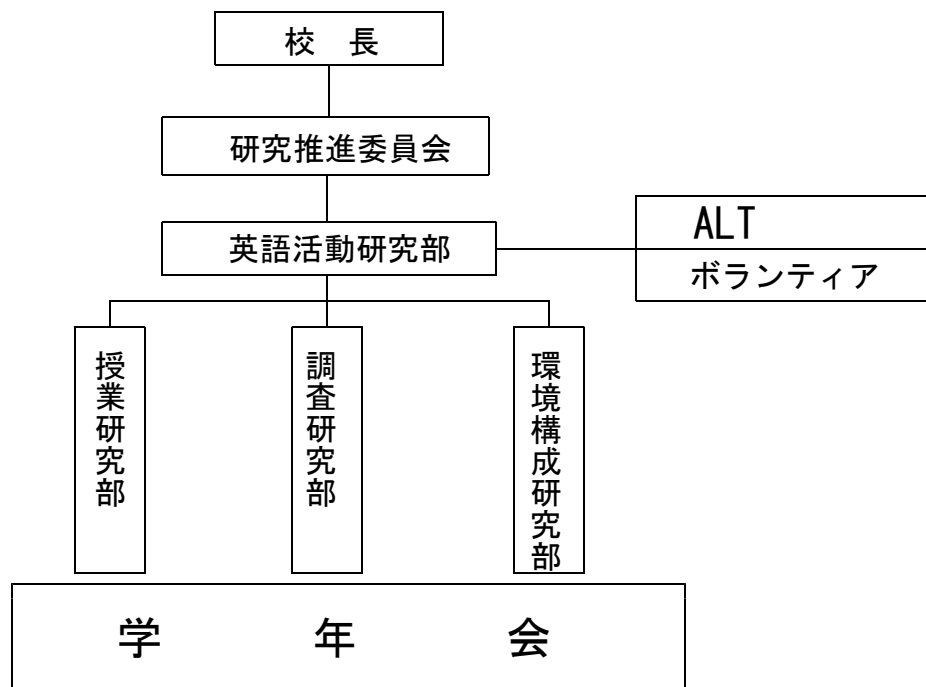 校　長
研究推進委員会
英語活動研究部
ALT
ボランティア
授業研究部
調査研究部
環境構成研究部
学　年　会